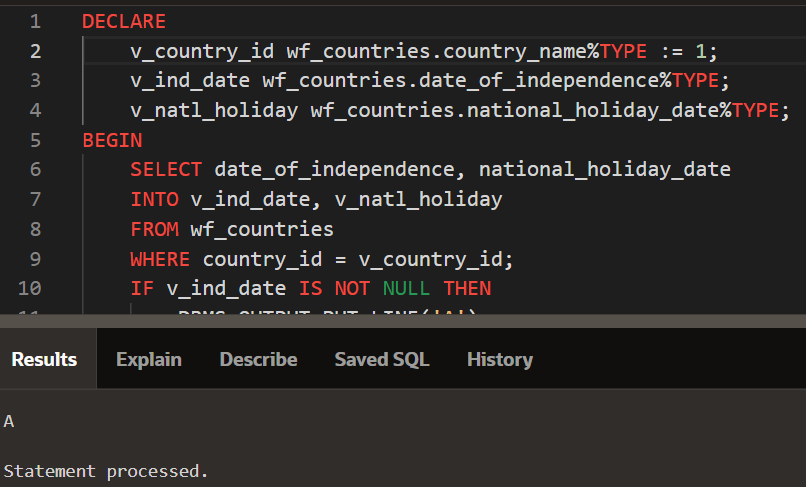 1 DECLARE
2 v_country_id wf_countries.country_name%TYPE := 1;
3 v_ind_date wf_countries.date_of_independence%TYPE;
4 v_natl_holiday wf_countries.national_holiday_date%TYPE;
5 BEGIN
6 SELECT date_of_independence, national_holiday_date
7 INTO v_ind_date, v_natl_holiday
8 FROM wf_countries
9 WHERE country_id = v_country_id;
10 IF v_ind_date IS NOT NULL THEN
11 DBMS_OUTPUT.PUT_LINE('A')
Results Explain Describe Saved SQL History
A
Statement processed.